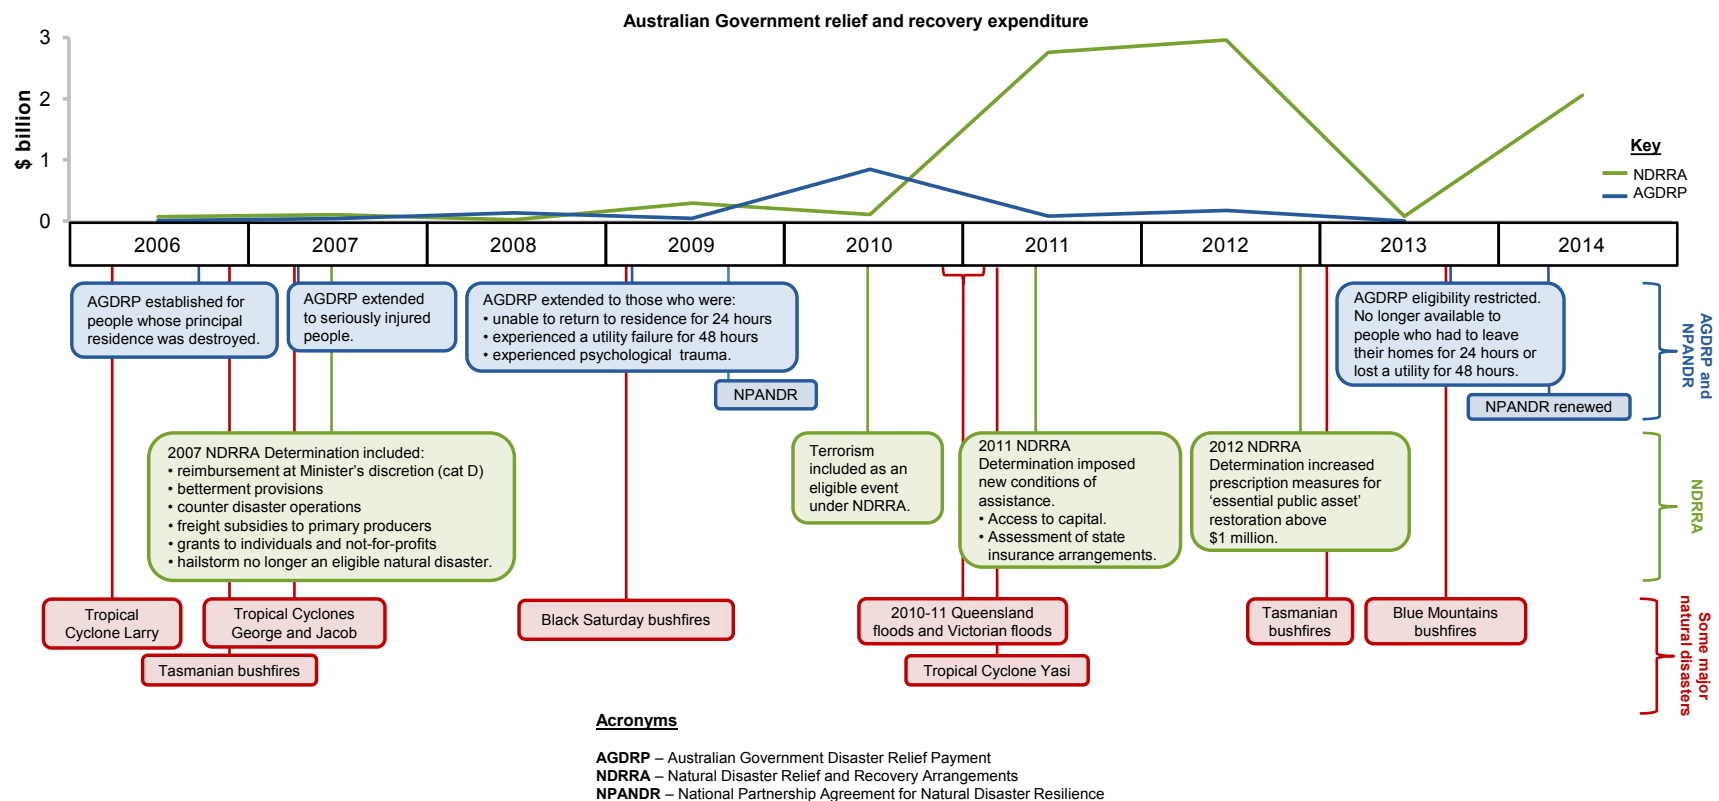 Australian Government relief and recovery expenditure
3
2
1
0
$ billion
Key
NDRRA
AGDRP
2006
2007
2008
2009
2010
2011
2012
2013
2014
AGDRP established for
people whose principal
residence was destroyed.
AGDRP extended
to seriously injured
people.
AGDRP extended to those who were:
• unable to return to residence for 24 hours
• experienced a utility failure for 48 hours
• experienced psychological trauma.
NPANDR
AGDRP eligibility restricted.
No longer available to
people who had to leave
their homes for 24 hours or
lost a utility for 48 hours.
NPANDR renewed
AGDRP and
NPANDR
2007 NDRRA Determination included:
• reimbursement at Minister’s discretion (cat D)
• betterment provisions
• counter disaster operations
• freight subsidies to primary producers
• grants to individuals and not-for-profits
• hailstorm no longer an eligible natural disaster.
Terrorism
included as an
eligible event
under NDRRA.
2011 NDRRA
Determination imposed
new conditions of
assistance.
• Access to capital.
• Assessment of state
insurance arrangements.
2012 NDRRA
Determination increased
prescription measures for
‘essential public asset’
restoration above
$1 million.
NDRRA
Tropical
Cyclone Larry
Tropical Cyclones
George and Jacob
Tasmanian bushfires
Black Saturday bushfires
2010-11 Queensland
floods and Victorian floods
Tropical Cyclone Yasi
Tasmanian
bushfires
Blue Mountains
bushfires
Some major
natural disasters
Acronyms
AGDRP – Australian Government Disaster Relief Payment
NDRRA – Natural Disaster Relief and Recovery Arrangements
NPANDR – National Partnership Agreement for Natural Disaster Resilience